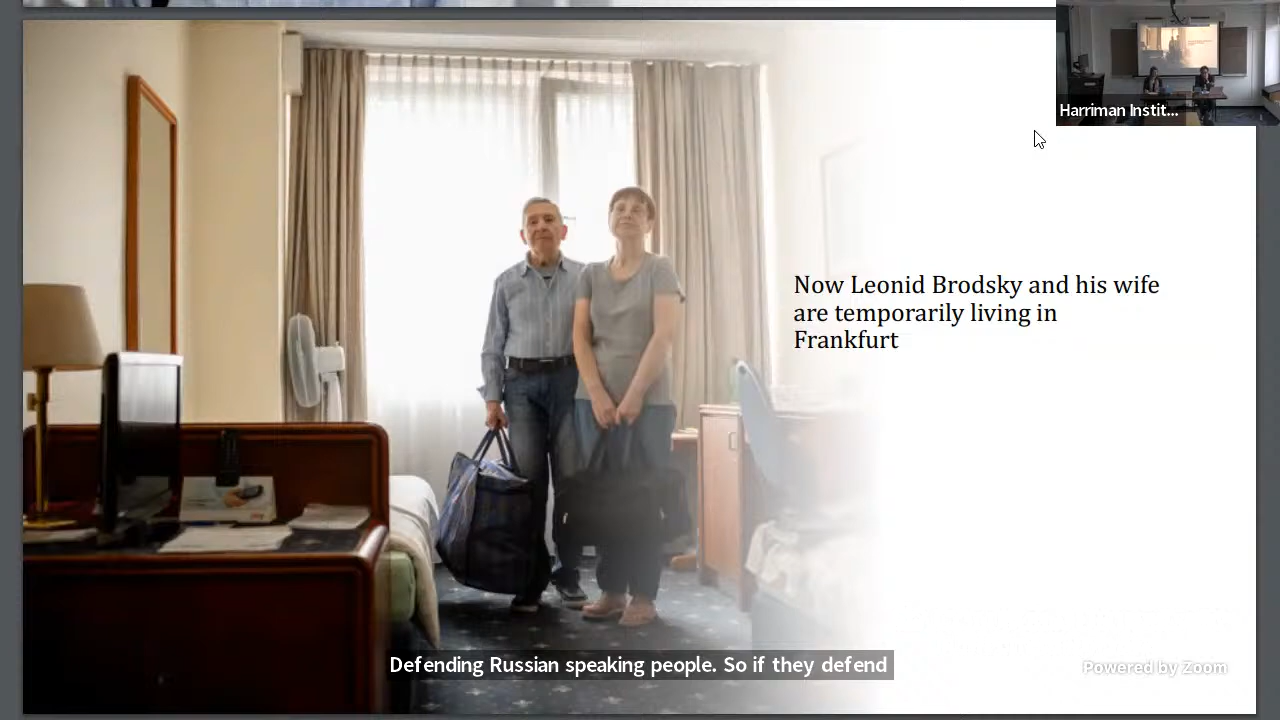 Harriman Instit...
Now Leonid Brodsky and his wife
are temporarily living in
Frankfurt
Defending Russian speaking people. So if they defend
Powered by Zoom